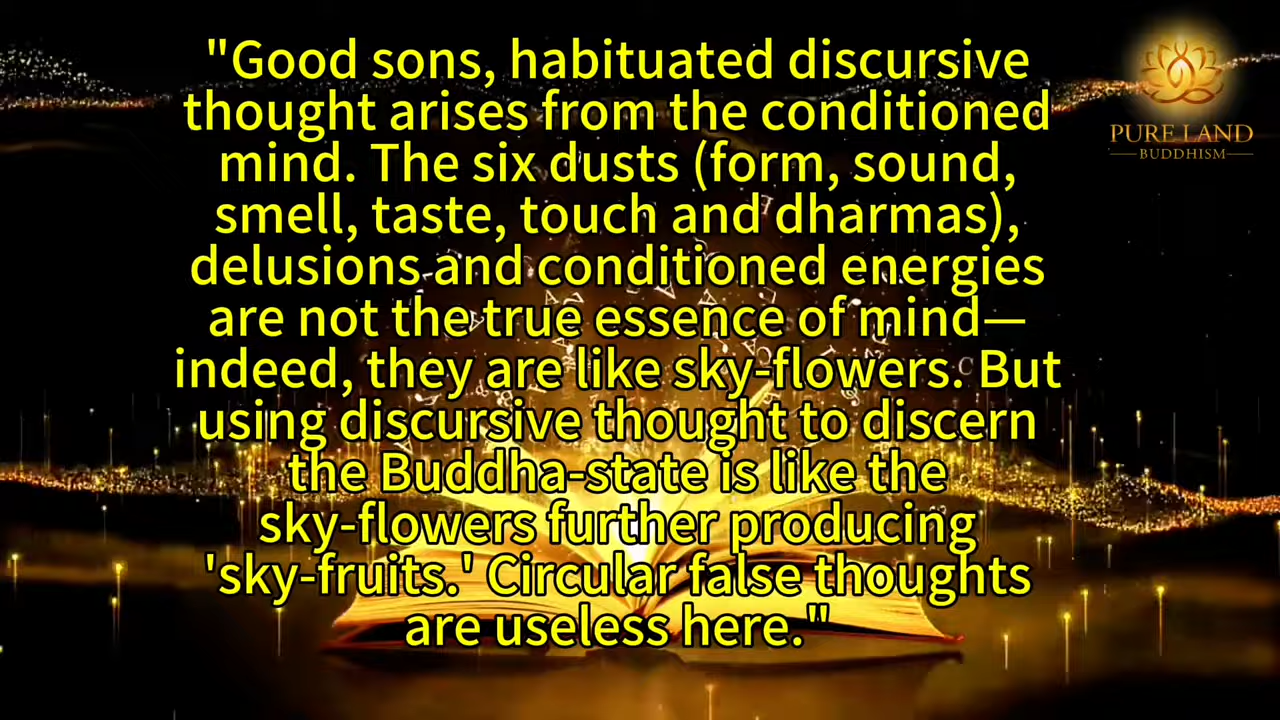 "Good sons, habituated discursive
thought arises from the conditioned
mind. The six dusts (form, sound,
smell, taste, touch and dharmas),
delusions and conditioned energies
are not the true essence of mind—
indeed, they are like sky-flowers. But
using discursive thought to discern
the Buddha-state is like the
sky-flowers further producing
'sky-fruits.' Circular false thoughts
are useless here."
PURE LAND
BUDDHISM